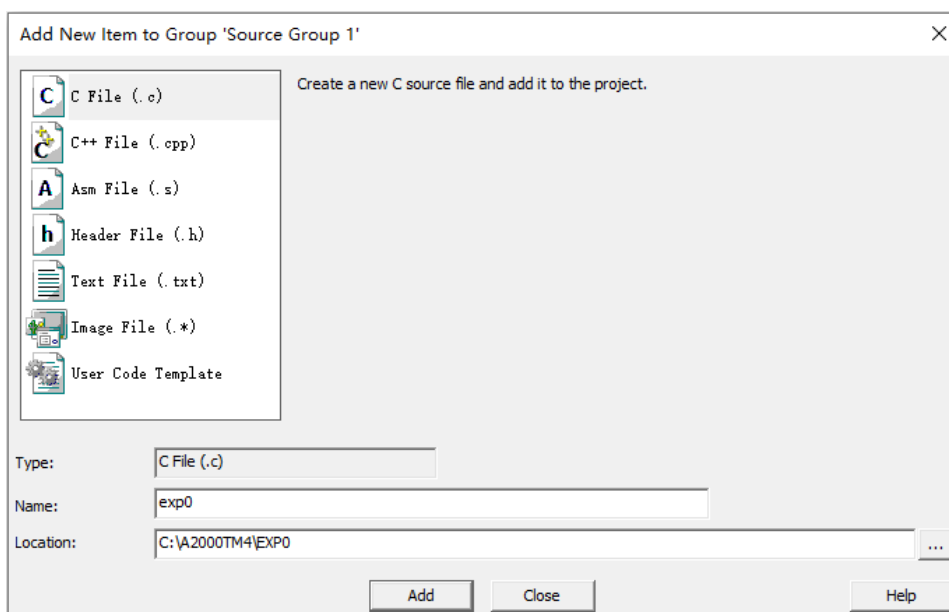 Add New Item to Group 'Source Group 1'
C File (.c)
Create a new C source file and add it to the project.
C++ File (.cpp)
Asm File (.s)
Header File (.h)
Text File (.txt)
Image File (.*)
User Code Template
Type:
C File (.c)
Name:
exp0
Location:
C:\A2000TM4\EXP0
...
Add
Close
Help